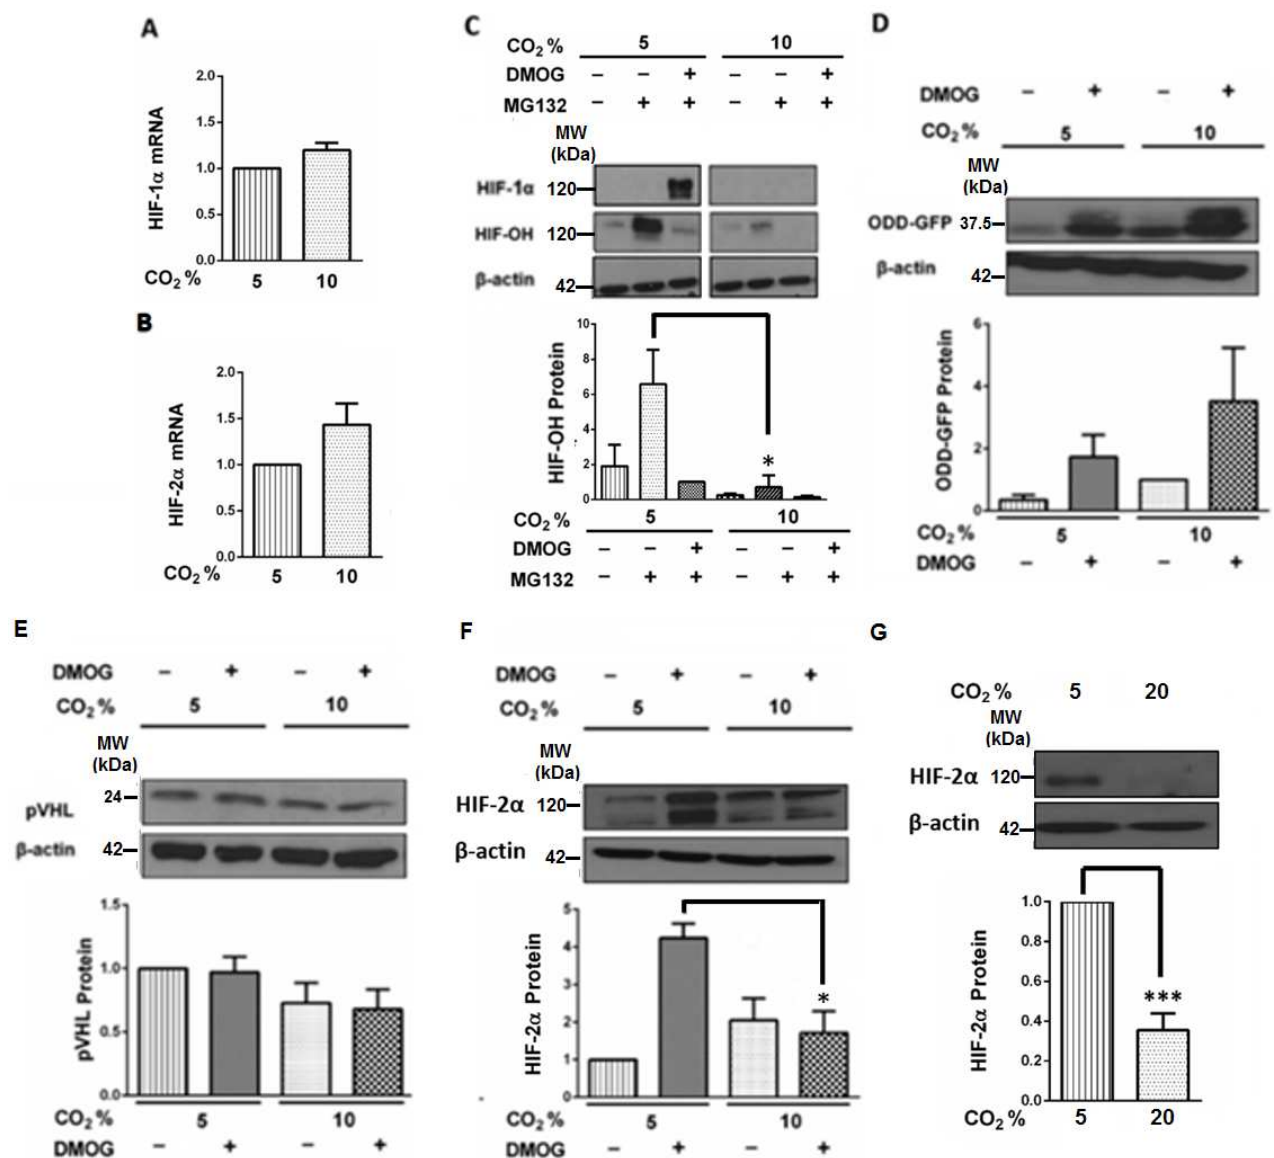 A
HIF-1α mRNA
2.0
1.5
1.0
0.5
0.0
CO2 % 5 10
B
HIF-2α mRNA
2.0
1.5
1.0
0.5
0.0
CO2 % 5 10
C
CO2 % 5 10
DMOG – – + – – +
MG132 – + + – + +
MW
(kDa)
HIF-1α 120
HIF-OH 120
β-actin 42
HIF-OH Protein
10
8
6
4
2
0
*
CO2 % 5 10
DMOG – – + – – +
MG132 – + + – + +
D
DMOG – + – +
CO2 % 5 10
MW
(kDa)
ODD-GFP 37.5
β-actin 42
ODD-GFP Protein
6
4
2
0
CO2 % 5 10
DMOG – + – +
E
DMOG – + – +
CO2 % 5 10
MW
(kDa)
pVHL 24
β-actin 42
pVHL Protein
1.5
1.0
0.5
0.0
CO2 % 5 10
DMOG – + – +
F
DMOG – + – +
CO2 % 5 10
MW
(kDa)
HIF-2α 120
β-actin 42
HIF-2α Protein
5
4
3
2
1
0
*
CO2 % 5 10
DMOG – + – +
G
CO2 % 5 20
MW
(kDa)
HIF-2α 120
β-actin 42
HIF-2α Protein
1.0
0.8
0.6
0.4
0.2
0.0
***
CO2 % 5 20